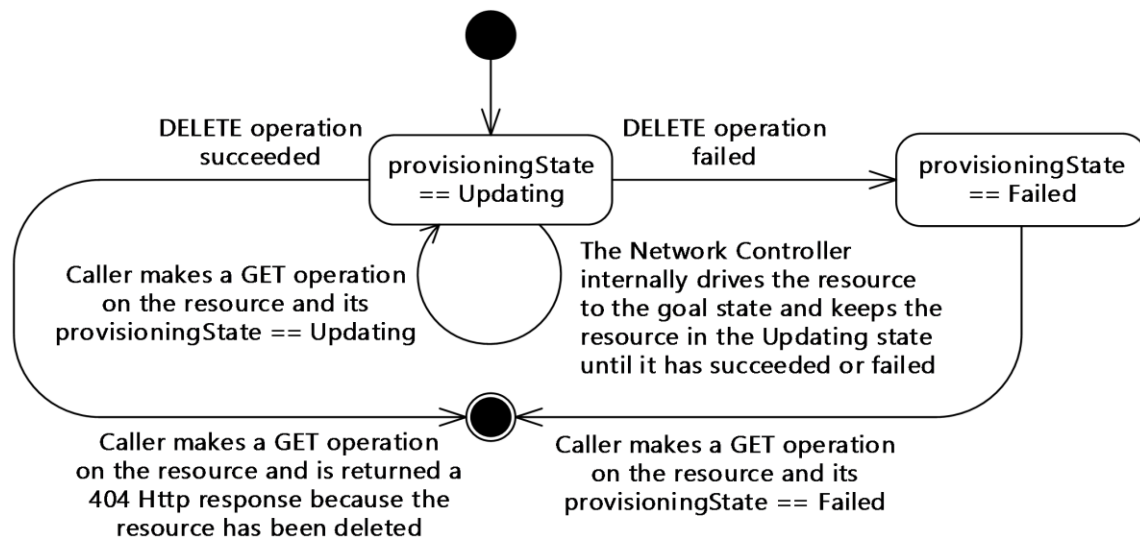 DELETE operation
succeeded
provisioningState
== Updating
DELETE operation
failed
provisioningState
== Failed
Caller makes a GET operation
on the resource and its
provisioningState == Updating
The Network Controller
internally drives the resource
to the goal state and keeps the
resource in the Updating state
until it has succeeded or failed
Caller makes a GET operation
on the resource and is returned a
404 Http response because the
resource has been deleted
Caller makes a GET operation
on the resource and its
provisioningState == Failed